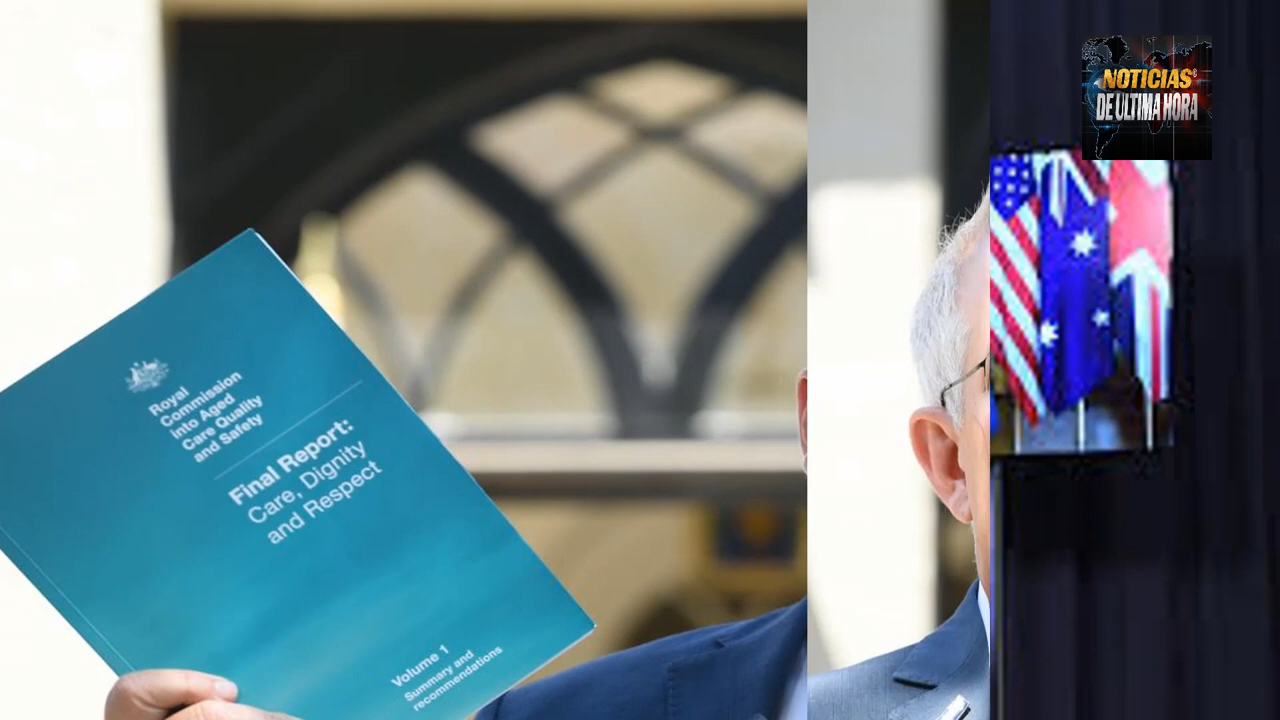 Royal
Commission
into Aged
Care Quality
and Safety
Final Report:
Care, Dignity
and Respect
Volume 1
Summary and
recommendations
NOTICIAS
DE ULTIMA HORA